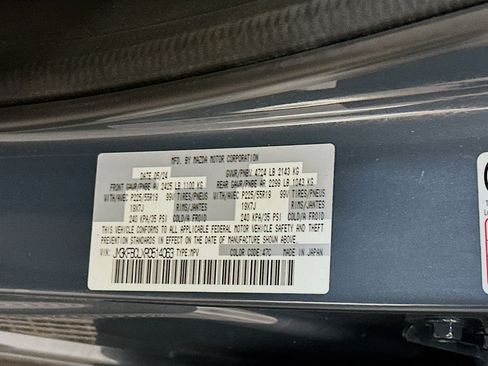 MFD. BY MAZDA MOTOR CORPORATION
DATE 05/24 GVWR/PNBV 4724 LB 2143 KG
FRONT GAWR/PNBE AV 2425 LB 1100 KG REAR GAWR/PNBE AR 2299 LB 1043 KG
WITH/AVEC P225/55R19 99V TIRES/PNEUS WITH/AVEC P225/55R19 99V TIRES/PNEUS
19X7J RIMS/JANTES 19X7J RIMS/JANTES
240 KPA/35 PSI COLD/A FROID 240 KPA/35 PSI COLD/A FROID
THIS VEHICLE CONFORMS TO ALL APPLICABLE FEDERAL MOTOR VEHICLE SAFETY AND THEFT
PREVENTION STANDARDS IN EFFECT ON THE DATE OF MANUFACTURE SHOWN ABOVE.
VIN: TYPE:MPV COLOR CODE:47C MADE IN JAPAN